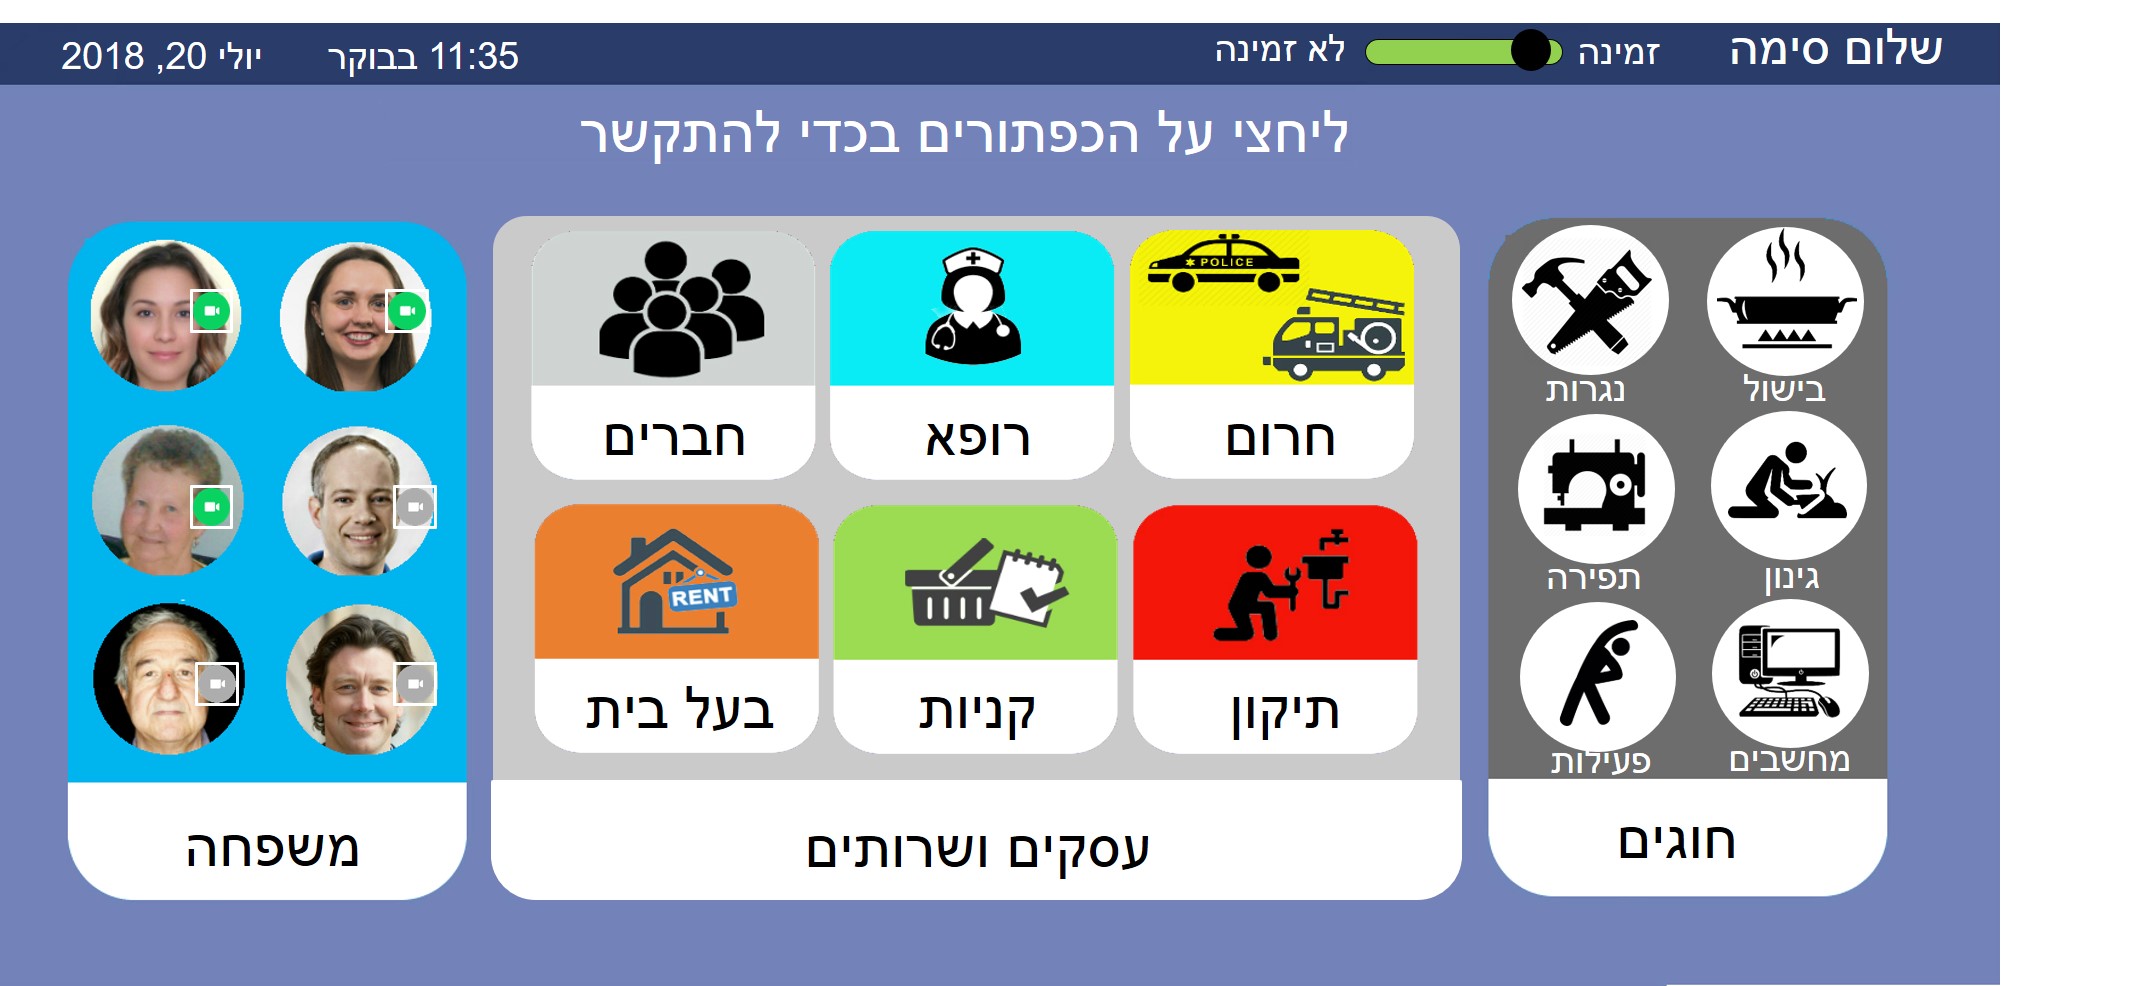 שלום סימה
זמינה
לא זמינה
11:35 בבוקר
יולי 20, 2018
ליחצי על הכפתורים בכדי להתקשר
בישול
נגרות
גינון
תפירה
מחשבים
פעילות
חוגים
POLICE
חרום
רופא
חברים
תיקון
קניות
RENT
בעל בית
עסקים ושרותים
משפחה